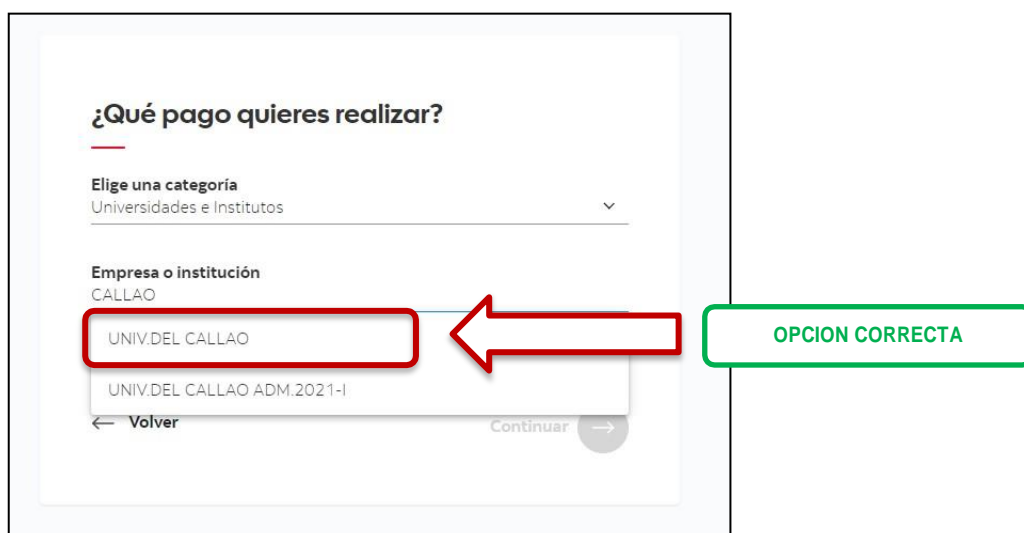 ¿Qué pago quieres realizar?
Elige una categoría
Universidades e Institutos
Empresa o institución
CALLAO
UNIV.DEL CALLAO
OPCION CORRECTA
UNIV.DEL CALLAO ADM.2021-I
Volver
Continuar